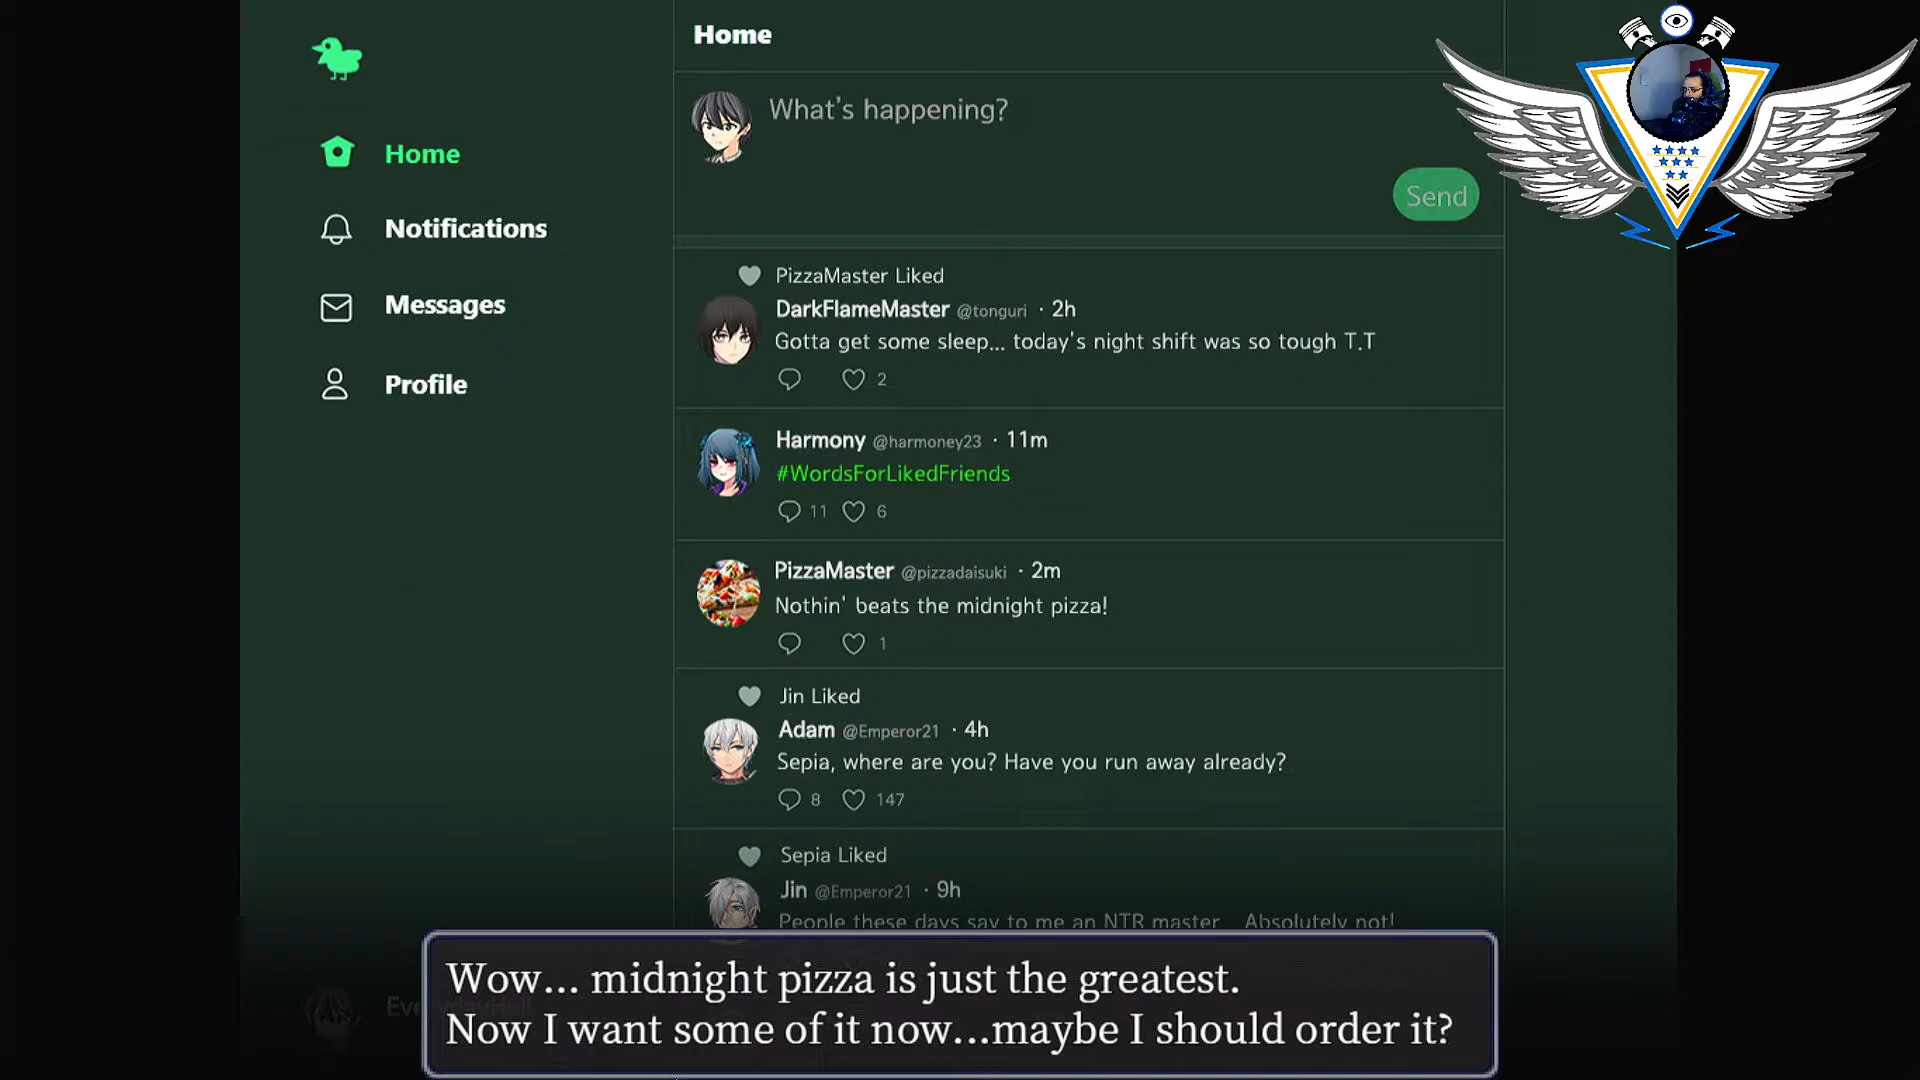 Home
Home
Notifications
Messages
Profile
What's happening?
Send
PizzaMaster Liked
DarkFlameMaster @tonguri · 2h
Gotta get some sleep... today's night shift was so tough T.T
2
Harmony @harmoney23 · 11m
#WordsForLikedFriends
11 6
PizzaMaster @pizzadaisuki · 2m
Nothin' beats the midnight pizza!
1
Jin Liked
Adam @Emperor21 · 4h
Sepia, where are you? Have you run away already?
8 147
Sepia Liked
Jin @Emperor21 · 9h
People these days say to me an NTR master... Absolutely not!
Wow... midnight pizza is just the greatest.
Now I want some of it now...maybe I should order it?